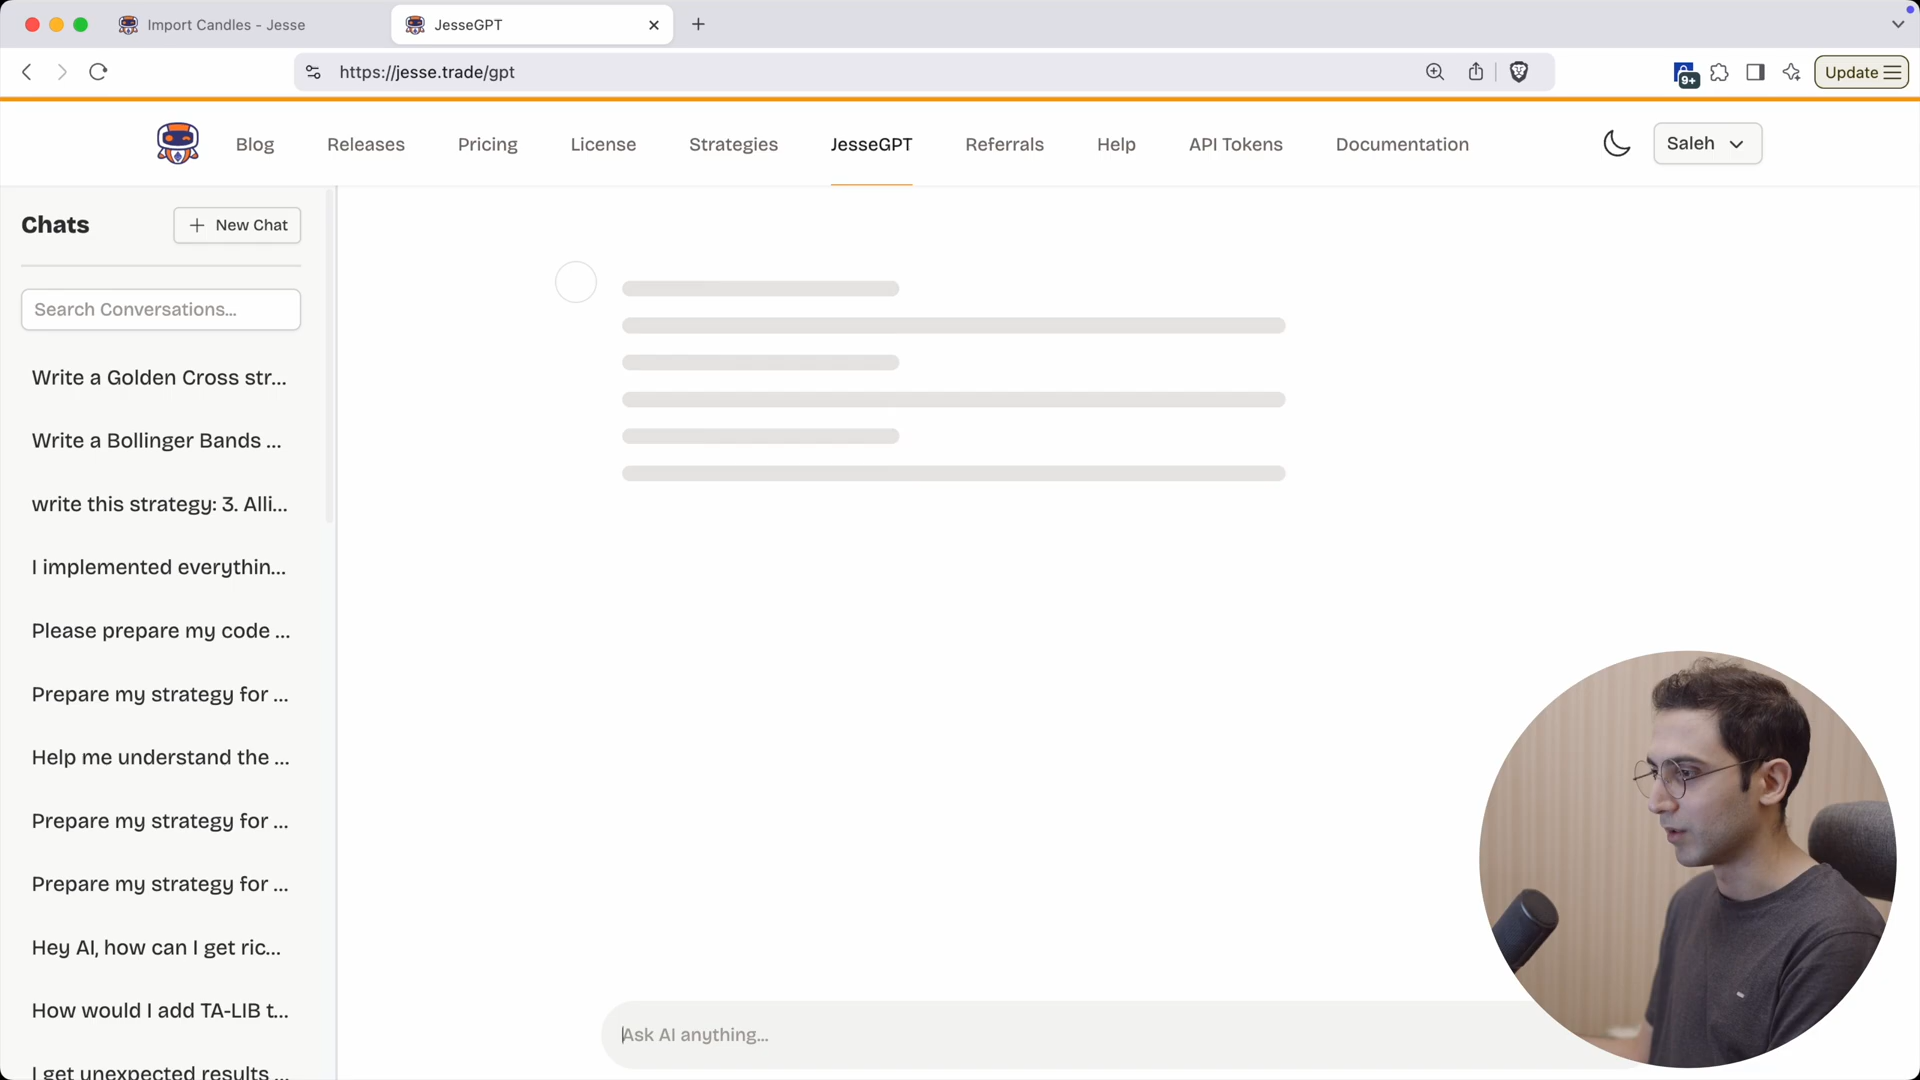 Import Candles - Jesse
JesseGPT
https://jesse.trade/gpt
9+
Update
Blog
Releases
Pricing
License
Strategies
JesseGPT
Referrals
Help
API Tokens
Documentation
Saleh
Chats
New Chat
Search Conversations...
Write a Golden Cross str...
Write a Bollinger Bands ...
write this strategy: 3. Alli...
I implemented everythin...
Please prepare my code ...
Prepare my strategy for ...
Help me understand the ...
Prepare my strategy for ...
Prepare my strategy for ...
Hey AI, how can I get ric...
How would I add TA-LIB t...
I get unexpected results ...
Ask AI anything...